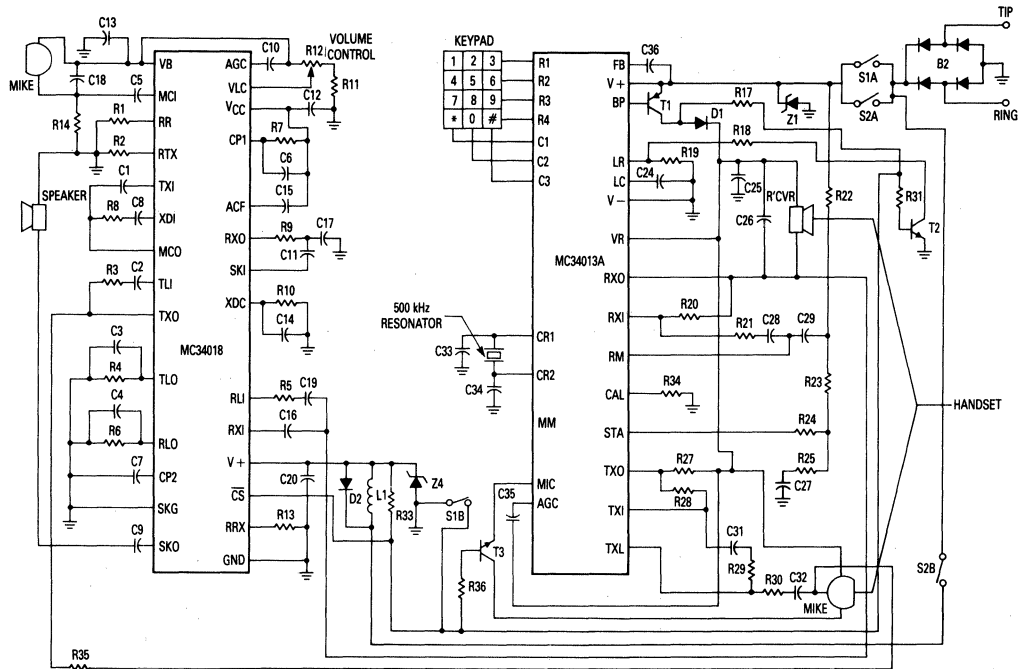 C13
TIP
MIKE
C18
C5
R14
R1
R2
C1
SPEAKER
R8
C8
R3
C2
C3
R4
C4
R6
C7
C9
R35
VB
MCI
RR
RTX
TXI
XDI
MCO
TLI
TXO
MC34018
TLO
RLO
CP2
SKG
SKO
AGC
VLC
VCC
CP1
ACF
RXO
SKI
XDC
RLI
RXI
V +
CS
RRX
GND
C10
R12
VOLUME
CONTROL
R11
C12
R7
C6
C15
R9
C17
C11
R10
C14
R5
C19
C16
C20
R13
D2
L1
R33
Z4
S1B
KEYPAD
1 2 3
4 5 6
7 8 9
* 0 #
R1
R2
R3
R4
C1
C2
C3
500 kHz
RESONATOR
C33
C34
CR1
CR2
MC34013A
MM
MIC
AGC
C35
T3
R36
FB
V +
BP
LR
LC
V −
VR
RXO
RXI
RM
CAL
STA
TXO
TXI
TXL
C36
T1
D1
R17
Z1
R18
R19
C24
C25
C26
R'CVR
R22
R31
T2
R20
R21
C28
C29
R34
R23
R24
R25
C27
R27
R28
C31
R29
R30
C32
MIKE
S1A
S2A
B2
RING
HANDSET
S2B